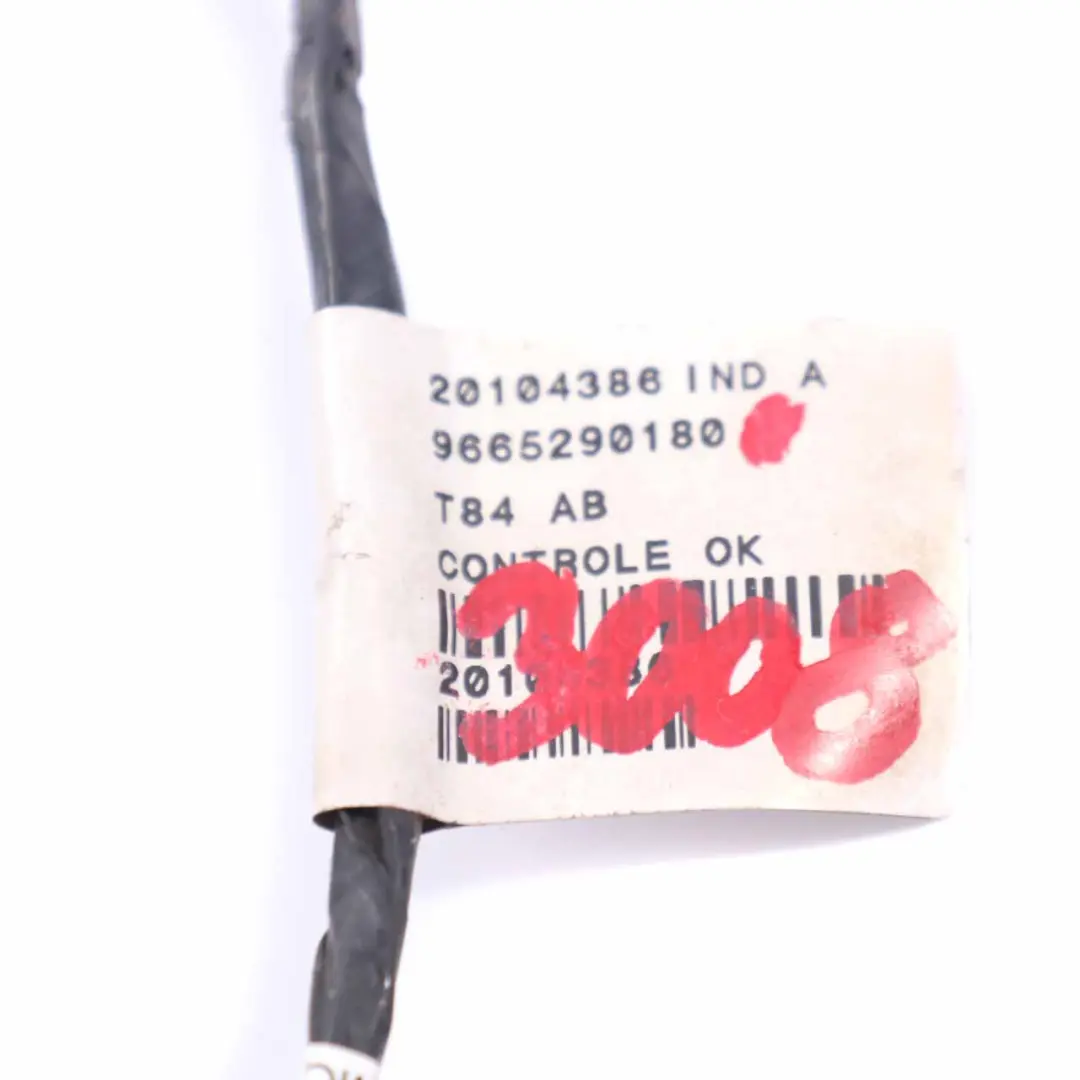 20104386 IND A
9665290180
T84 AB
CONTROLE OK
3008